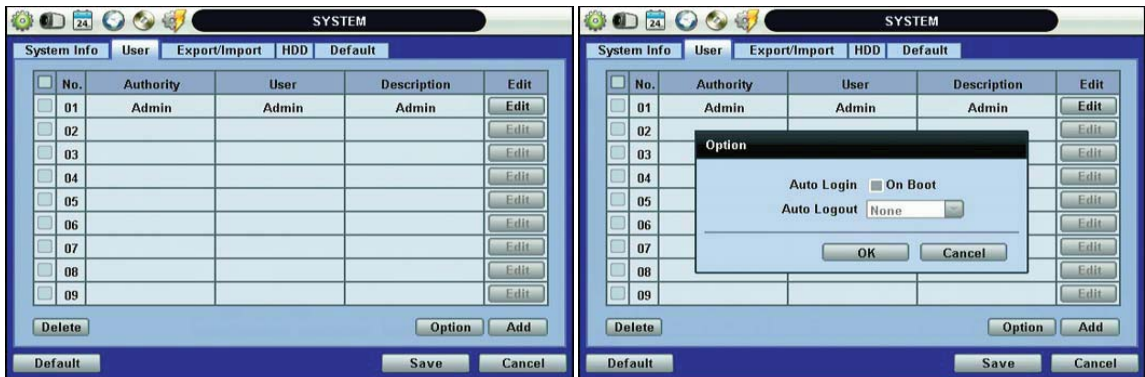 24
SYSTEM
System Info User Export/Import HDD Default
No. Authority User Description Edit
01 Admin Admin Admin Edit
02 Edit
03 Edit
04 Edit
05 Edit
06 Edit
07 Edit
08 Edit
09 Edit
Delete Option Add
Default Save Cancel
24
SYSTEM
System Info User Export/Import HDD Default
No. Authority User Description Edit
01 Admin Admin Admin Edit
02 Edit
Option
03 Edit
04 Edit
Auto Login On Boot
05 Edit
Auto Logout None
06 Edit
07 Edit
OK Cancel
08 Edit
09 Edit
Delete Option Add
Default Save Cancel